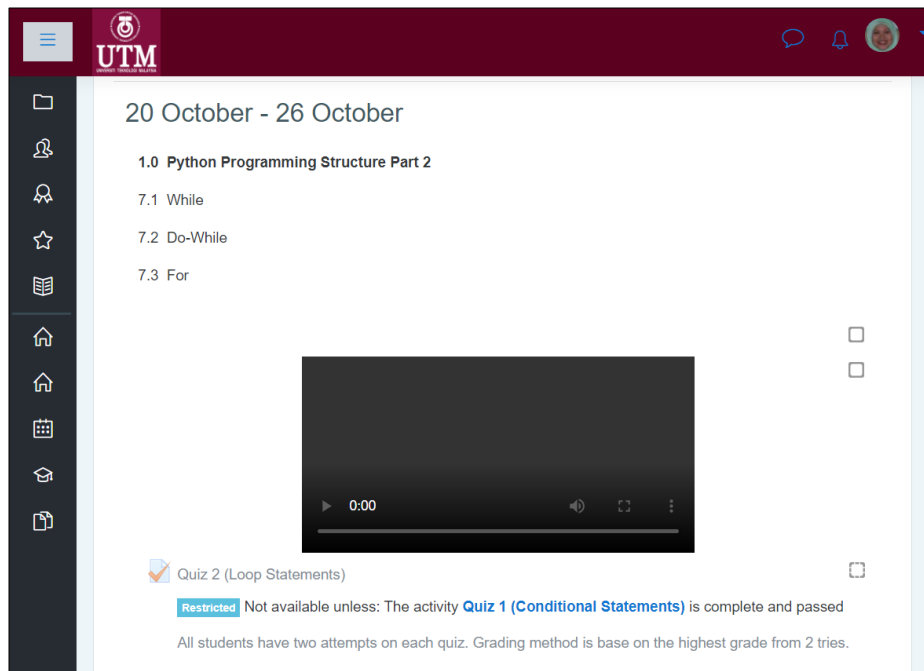 UTM
UNIVERSITI TEKNOLOGI MALAYSIA
20 October - 26 October
1.0 Python Programming Structure Part 2
7.1 While
7.2 Do-While
7.3 For
0:00
Quiz 2 (Loop Statements)
Restricted Not available unless: The activity Quiz 1 (Conditional Statements) is complete and passed
All students have two attempts on each quiz. Grading method is base on the highest grade from 2 tries.